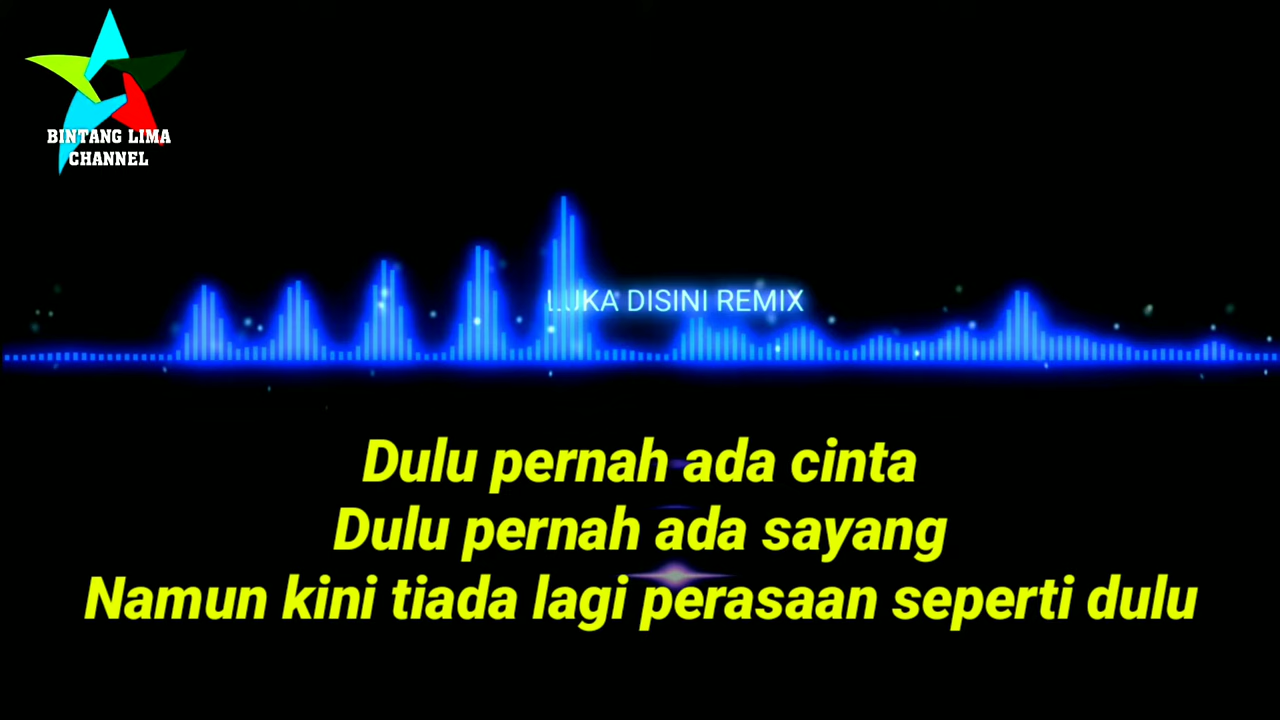 BINTANG LIMA
CHANNEL
LUKA DISINI REMIX
Dulu pernah ada cinta
Dulu pernah ada sayang
Namun kini tiada lagi perasaan seperti dulu